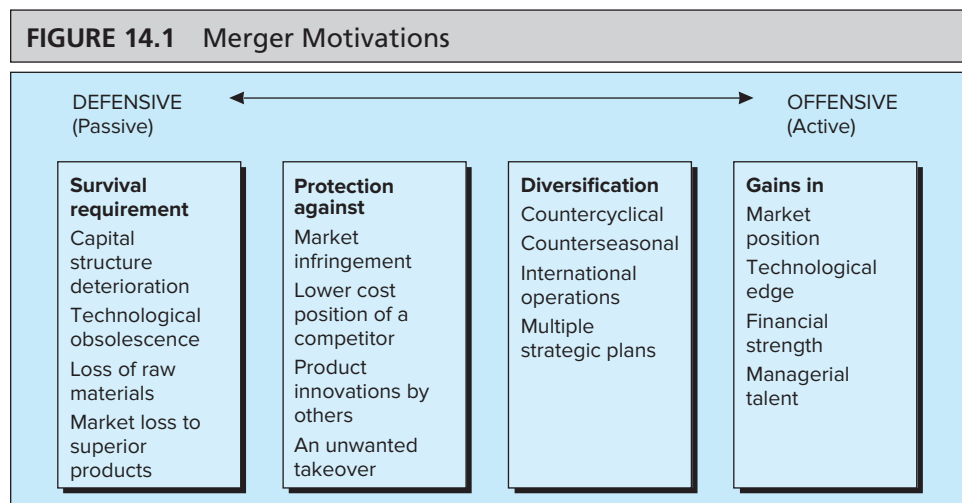 FIGURE 14.1 Merger Motivations
DEFENSIVE
(Passive)
OFFENSIVE
(Active)
Survival
requirement
Capital
structure
deterioration
Technological
obsolescence
Loss of raw
materials
Market loss to
superior
products
Protection
against
Market
infringement
Lower cost
position of a
competitor
Product
innovations by
others
An unwanted
takeover
Diversification
Countercyclical
Counterseasonal
International
operations
Multiple
strategic plans
Gains in
Market
position
Technological
edge
Financial
strength
Managerial
talent